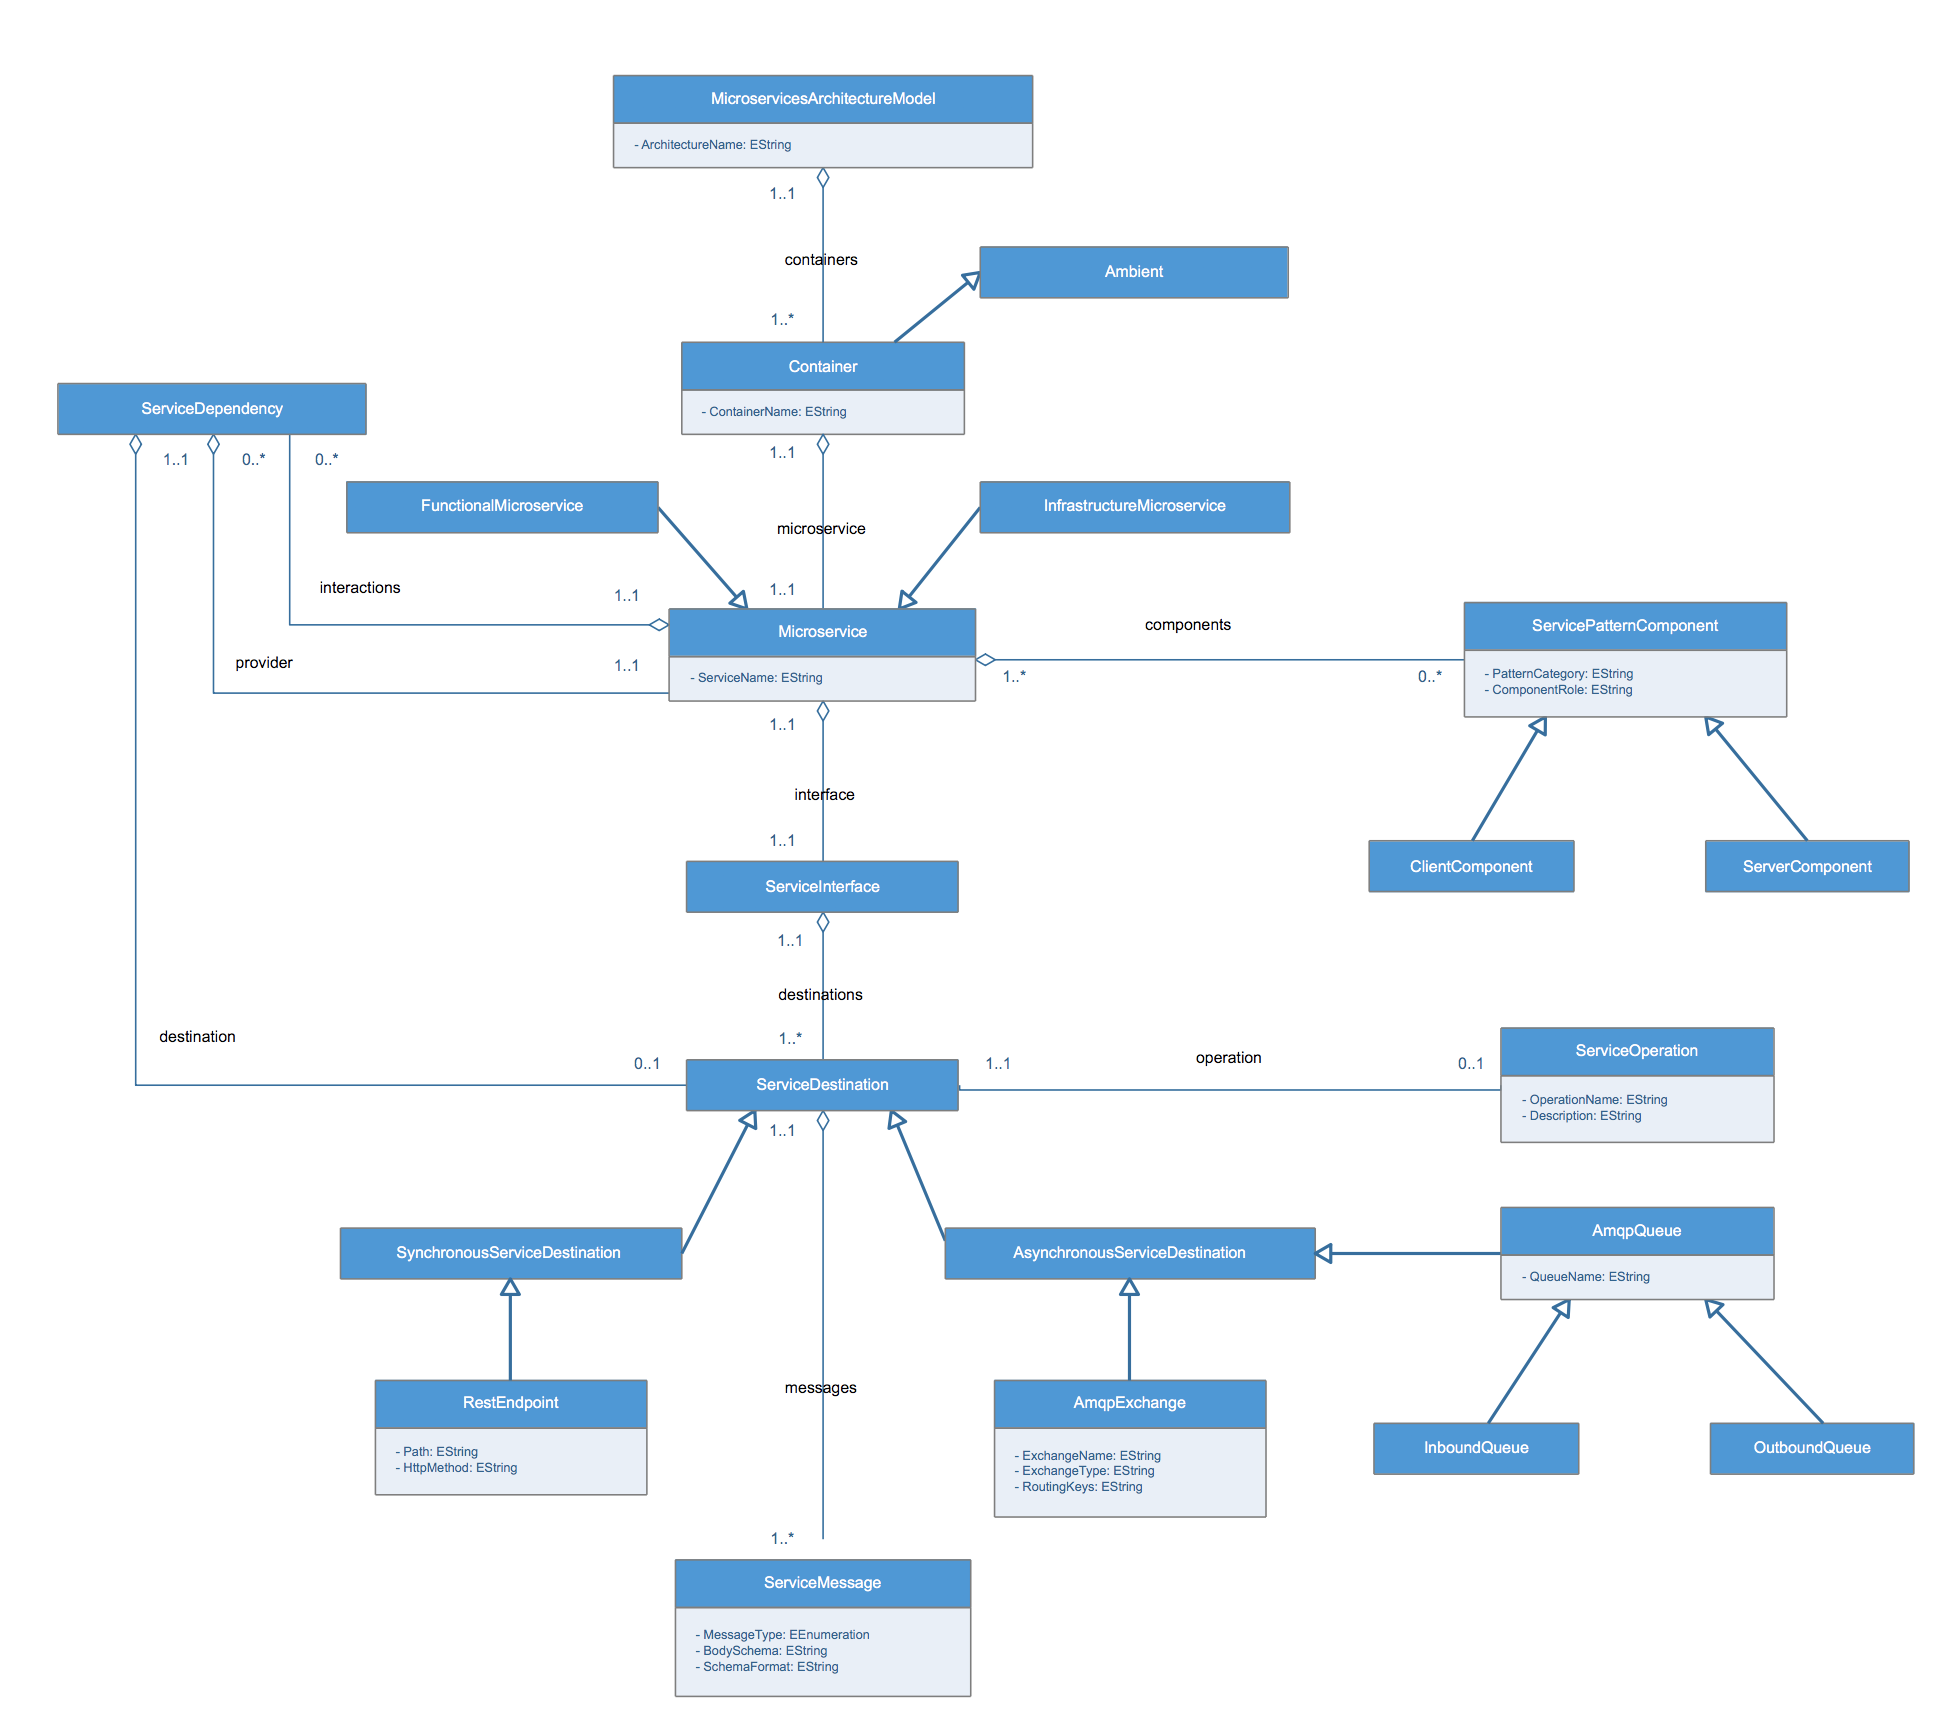 MicroservicesArchitectureModel
- ArchitectureName: EString
1..1
containers
Ambient
1..*
Container
- ContainerName: EString
ServiceDependency
1..1
0..*
0..*
1..1
FunctionalMicroservice
InfrastructureMicroservice
microservice
interactions
1..1
1..1
Microservice
- ServiceName: EString
provider
1..1
components
1..*
0..*
ServicePatternComponent
- PatternCategory: EString
- ComponentRole: EString
1..1
interface
1..1
ClientComponent
ServerComponent
ServiceInterface
1..1
destinations
1..*
destination
0..1
ServiceDestination
1..1
operation
0..1
ServiceOperation
- OperationName: EString
- Description: EString
1..1
SynchronousServiceDestination
AsynchronousServiceDestination
AmqpQueue
- QueueName: EString
messages
RestEndpoint
- Path: EString
- HttpMethod: EString
AmqpExchange
- ExchangeName: EString
- ExchangeType: EString
- RoutingKeys: EString
InboundQueue
OutboundQueue
1..*
ServiceMessage
- MessageType: EEnumeration
- BodySchema: EString
- SchemaFormat: EString